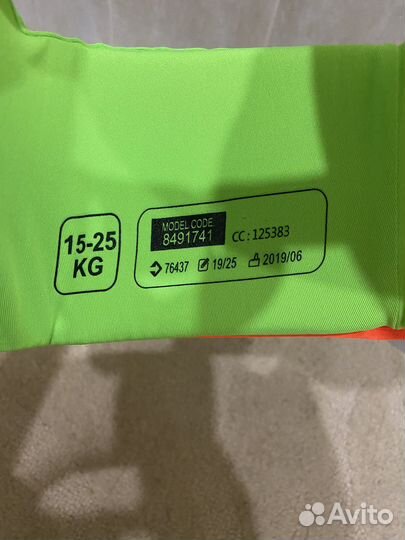 15-25
KG
MODEL CODE
8491741
CC:125383
76437 19/25 2019/06
Avito